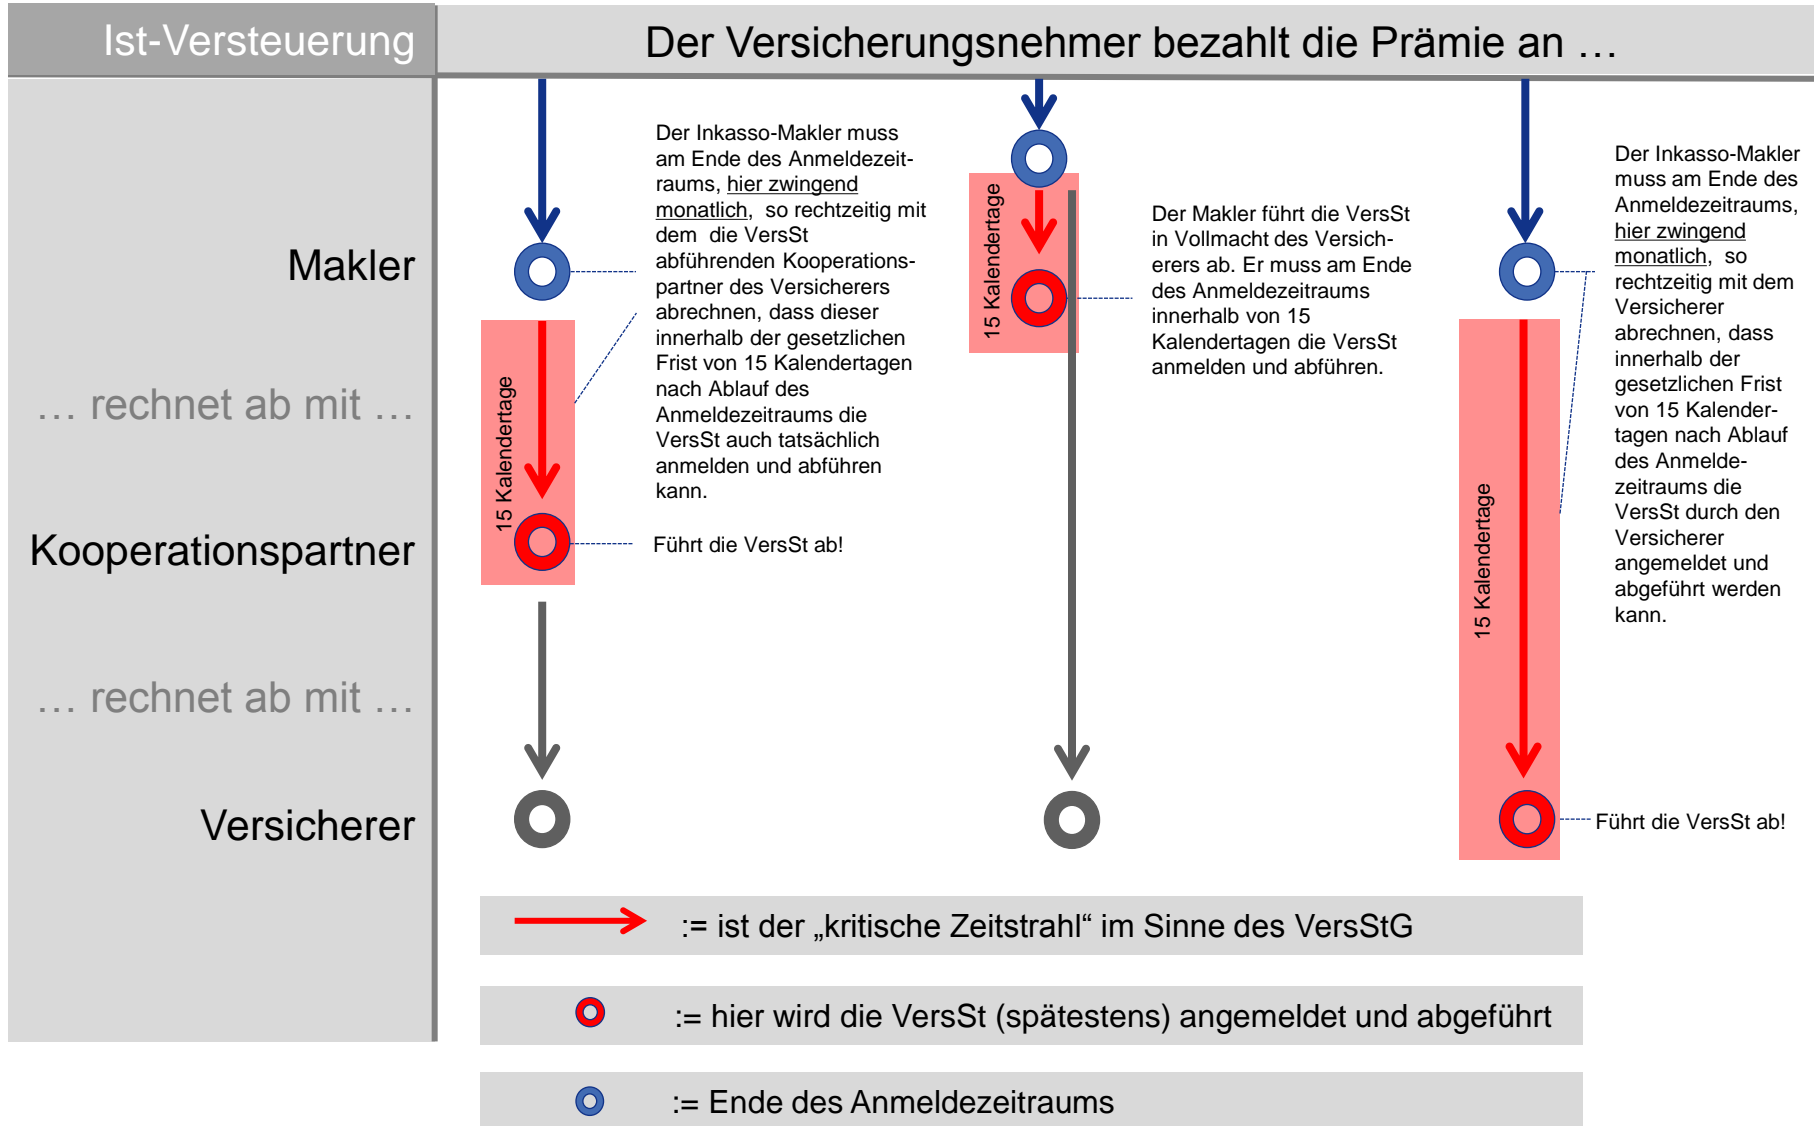 Ist-Versteuerung
Der Versicherungsnehmer bezahlt die Prämie an …
Makler
… rechnet ab mit …
Kooperationspartner
… rechnet ab mit …
Versicherer
15 Kalendertage
Der Inkasso-Makler muss
am Ende des Anmeldezeit-
raums, hier zwingend
monatlich, so rechtzeitig mit
dem die VersSt
abführenden Kooperations-
partner des Versicherers
abrechnen, dass dieser
innerhalb der gesetzlichen
Frist von 15 Kalendertagen
nach Ablauf des
Anmeldezeitraums die
VersSt auch tatsächlich
anmelden und abführen
kann.
Führt die VersSt ab!
15 Kalendertage
Der Makler führt die VersSt
in Vollmacht des Versich-
erers ab. Er muss am Ende
des Anmeldezeitraums
innerhalb von 15
Kalendertagen die VersSt
anmelden und abführen.
15 Kalendertage
Der Inkasso-Makler
muss am Ende des
Anmeldezeitraums,
hier zwingend
monatlich, so
rechtzeitig mit dem
Versicherer
abrechnen, dass
innerhalb der
gesetzlichen Frist
von 15 Kalender-
tagen nach Ablauf
des Anmelde-
zeitraums die
VersSt durch den
Versicherer
angemeldet und
abgeführt werden
kann.
Führt die VersSt ab!
:= ist der „kritische Zeitstrahl“ im Sinne des VersStG
:= hier wird die VersSt (spätestens) angemeldet und abgeführt
:= Ende des Anmeldezeitraums